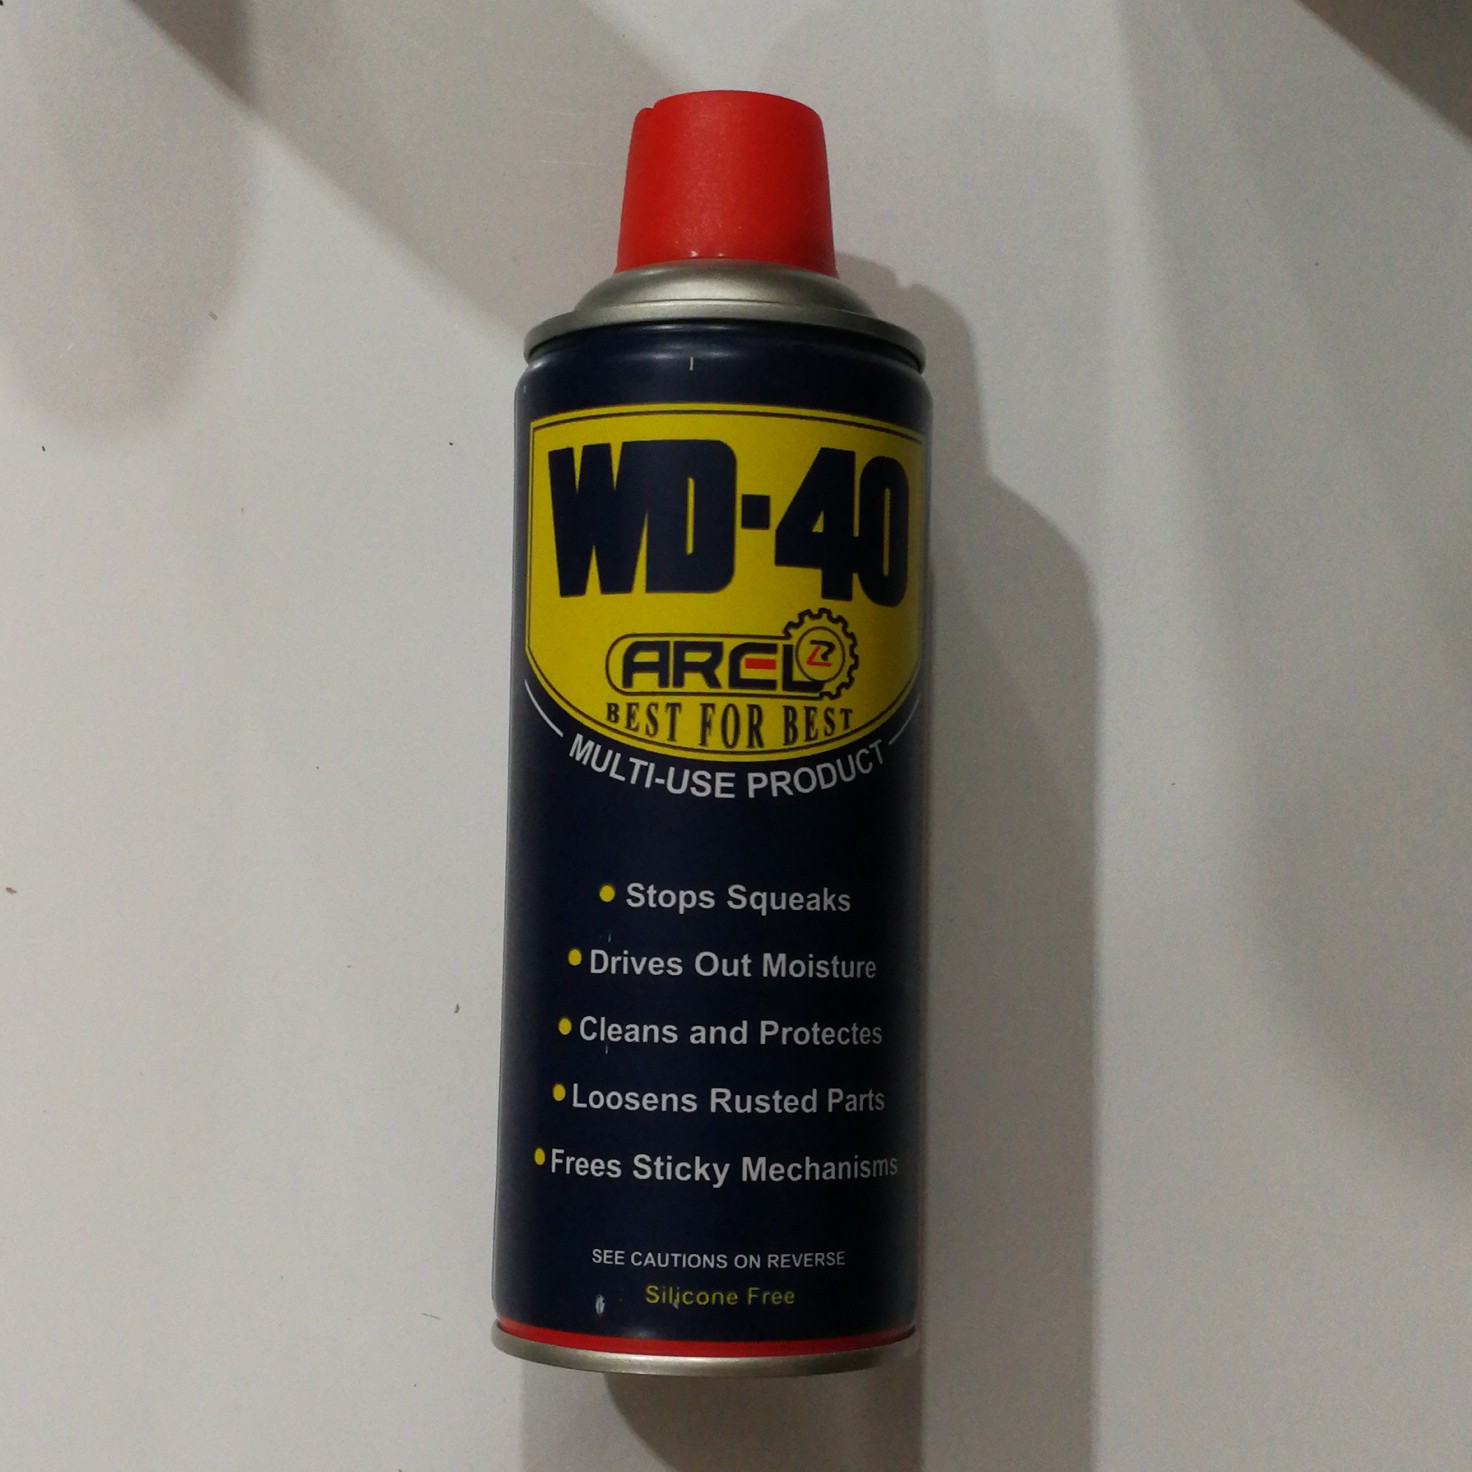 WD-40
AREL ZR
BEST FOR BEST
MULTI-USE PRODUCT
• Stops Squeaks
• Drives Out Moisture
• Cleans and Protectes
• Loosens Rusted Parts
• Frees Sticky Mechanisms
SEE CAUTIONS ON REVERSE
Silicone Free